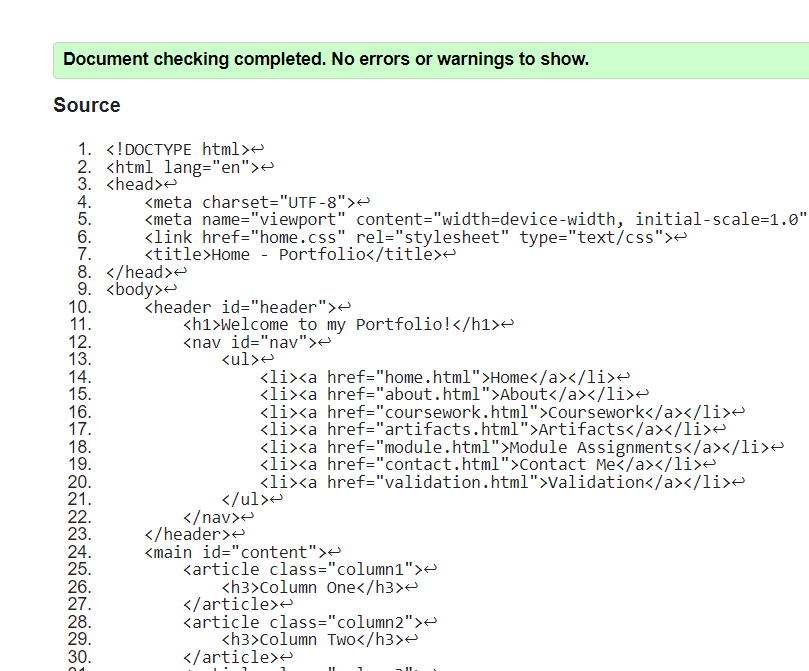 Document checking completed. No errors or warnings to show.
Source
1. <!DOCTYPE html>↩
2. <html lang="en">↩
3. <head>↩
4.     <meta charset="UTF-8">↩
5.     <meta name="viewport" content="width=device-width, initial-scale=1.0"
6.     <link href="home.css" rel="stylesheet" type="text/css">↩
7.     <title>Home - Portfolio</title>↩
8. </head>↩
9. <body>↩
10.     <header id="header">↩
11.         <h1>Welcome to my Portfolio!</h1>↩
12.         <nav id="nav">↩
13.             <ul>↩
14.                 <li><a href="home.html">Home</a></li>↩
15.                 <li><a href="about.html">About</a></li>↩
16.                 <li><a href="coursework.html">Coursework</a></li>↩
17.                 <li><a href="artifacts.html">Artifacts</a></li>↩
18.                 <li><a href="module.html">Module Assignments</a></li>↩
19.                 <li><a href="contact.html">Contact Me</a></li>↩
20.                 <li><a href="validation.html">Validation</a></li>↩
21.             </ul>↩
22.         </nav>↩
23.     </header>↩
24.     <main id="content">↩
25.         <article class="column1">↩
26.             <h3>Column One</h3>↩
27.         </article>↩
28.         <article class="column2">↩
29.             <h3>Column Two</h3>↩
30.         </article>↩